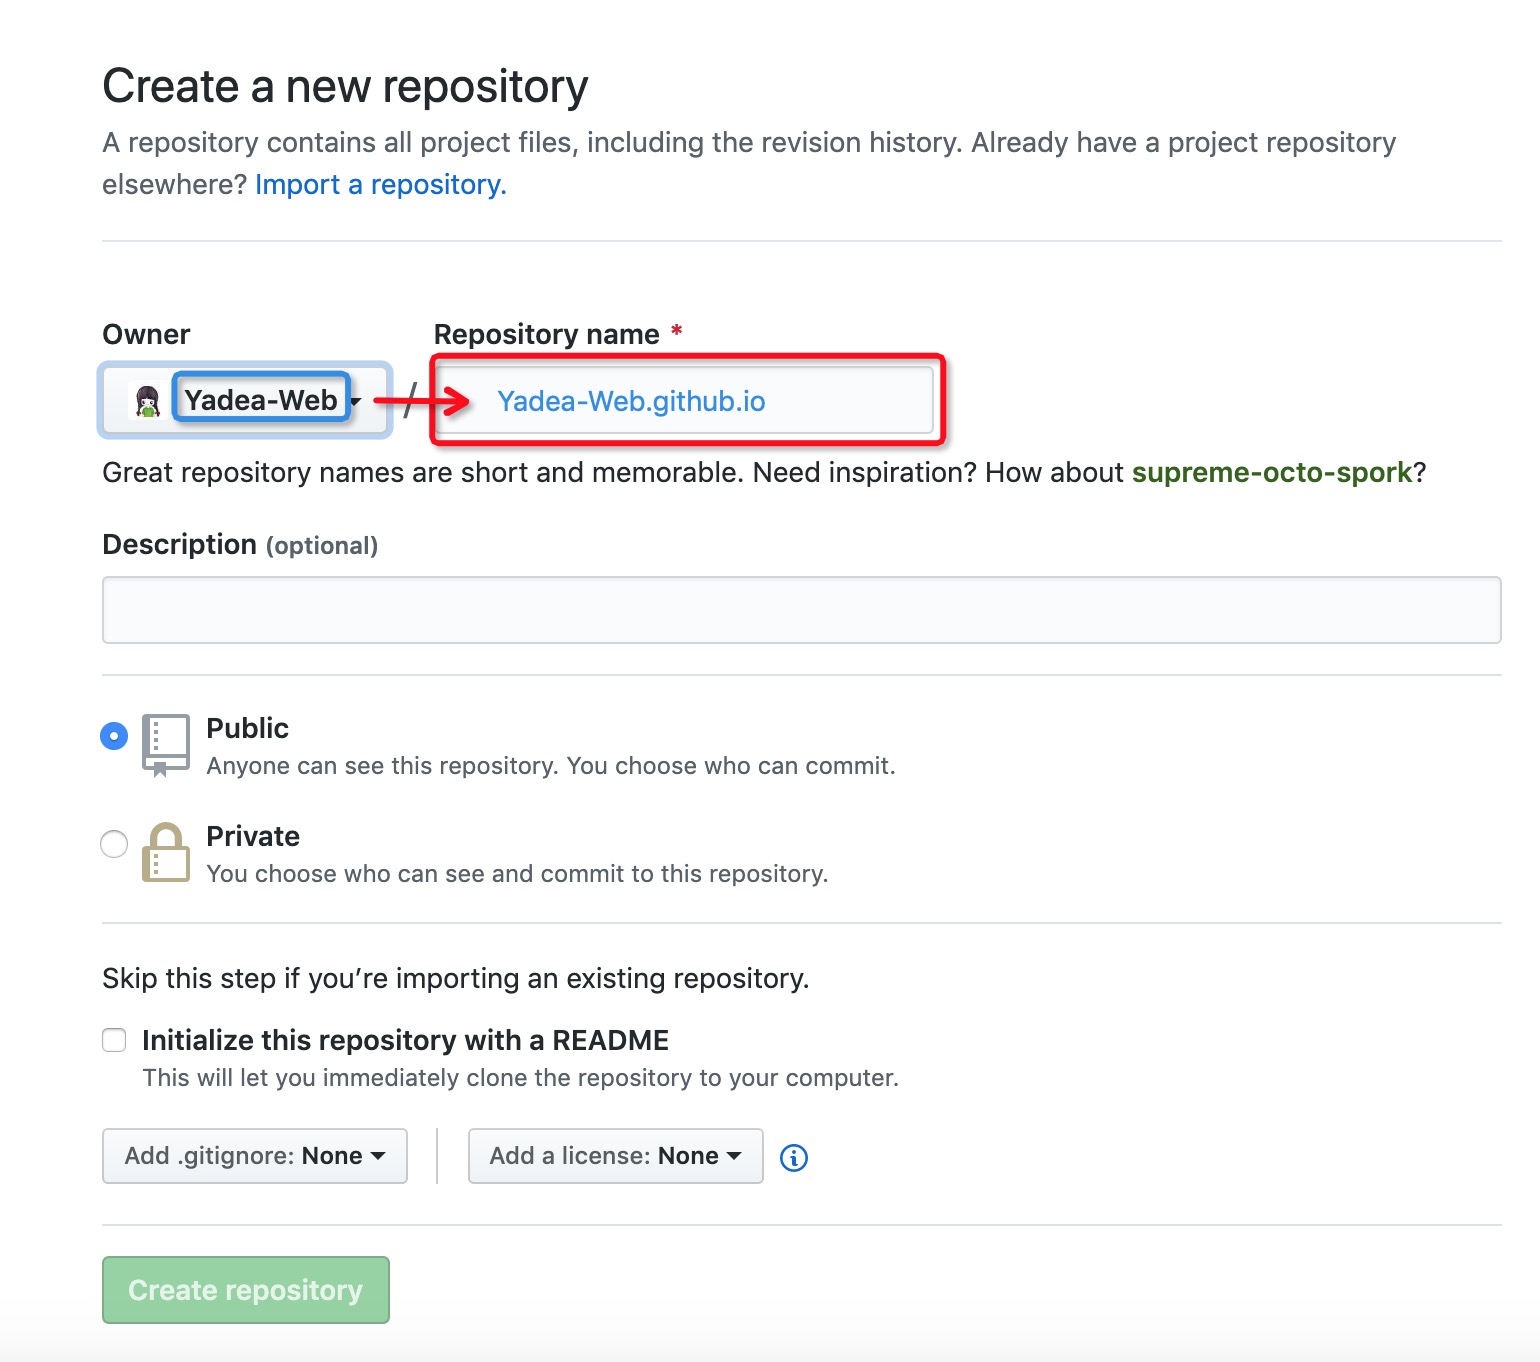 Create a new repository
A repository contains all project files, including the revision history. Already have a project repository
elsewhere? Import a repository.
Owner
Repository name *
Yadea-Web / Yadea-Web.github.io
Great repository names are short and memorable. Need inspiration? How about supreme-octo-spork?
Description (optional)
Public
Anyone can see this repository. You choose who can commit.
Private
You choose who can see and commit to this repository.
Skip this step if you’re importing an existing repository.
Initialize this repository with a README
This will let you immediately clone the repository to your computer.
Add .gitignore: None
Add a license: None
Create repository